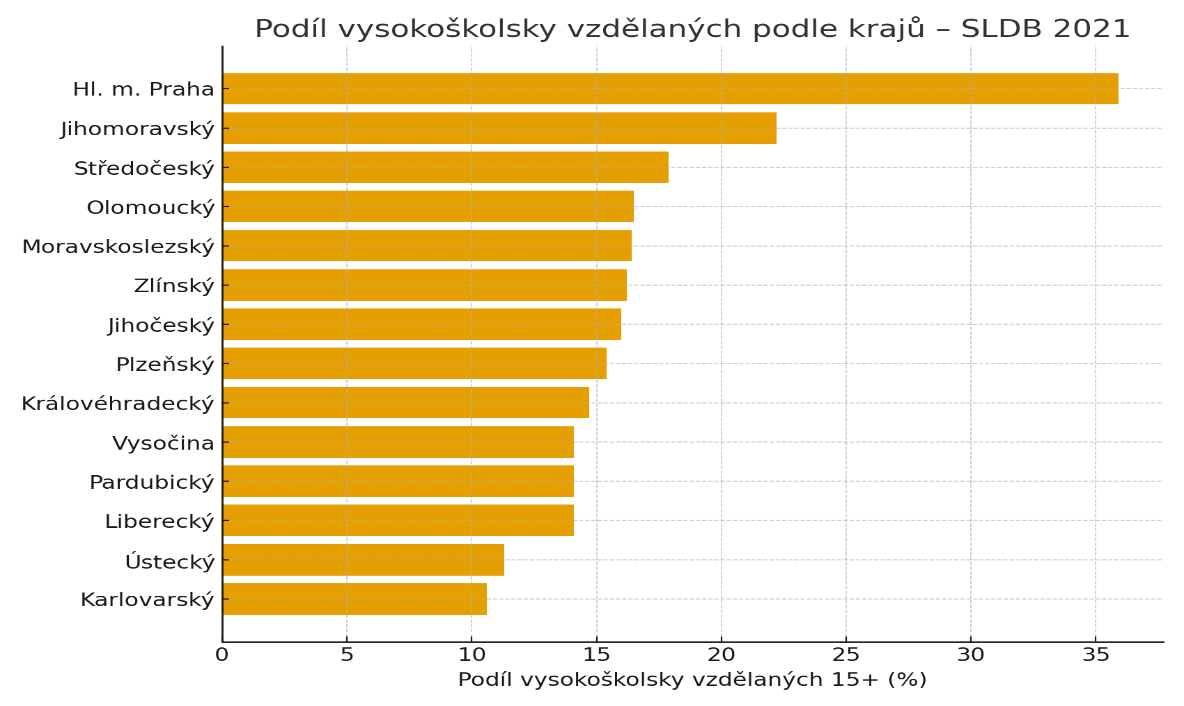 Podíl vysokoškolsky vzdělaných podle krajů – SLDB 2021
Hl. m. Praha
Jihomoravský
Středočeský
Olomoucký
Moravskoslezský
Zlínský
Jihočeský
Plzeňský
Královéhradecký
Vysočina
Pardubický
Liberecký
Ústecký
Karlovarský
0 5 10 15 20 25 30 35
Podíl vysokoškolsky vzdělaných 15+ (%)